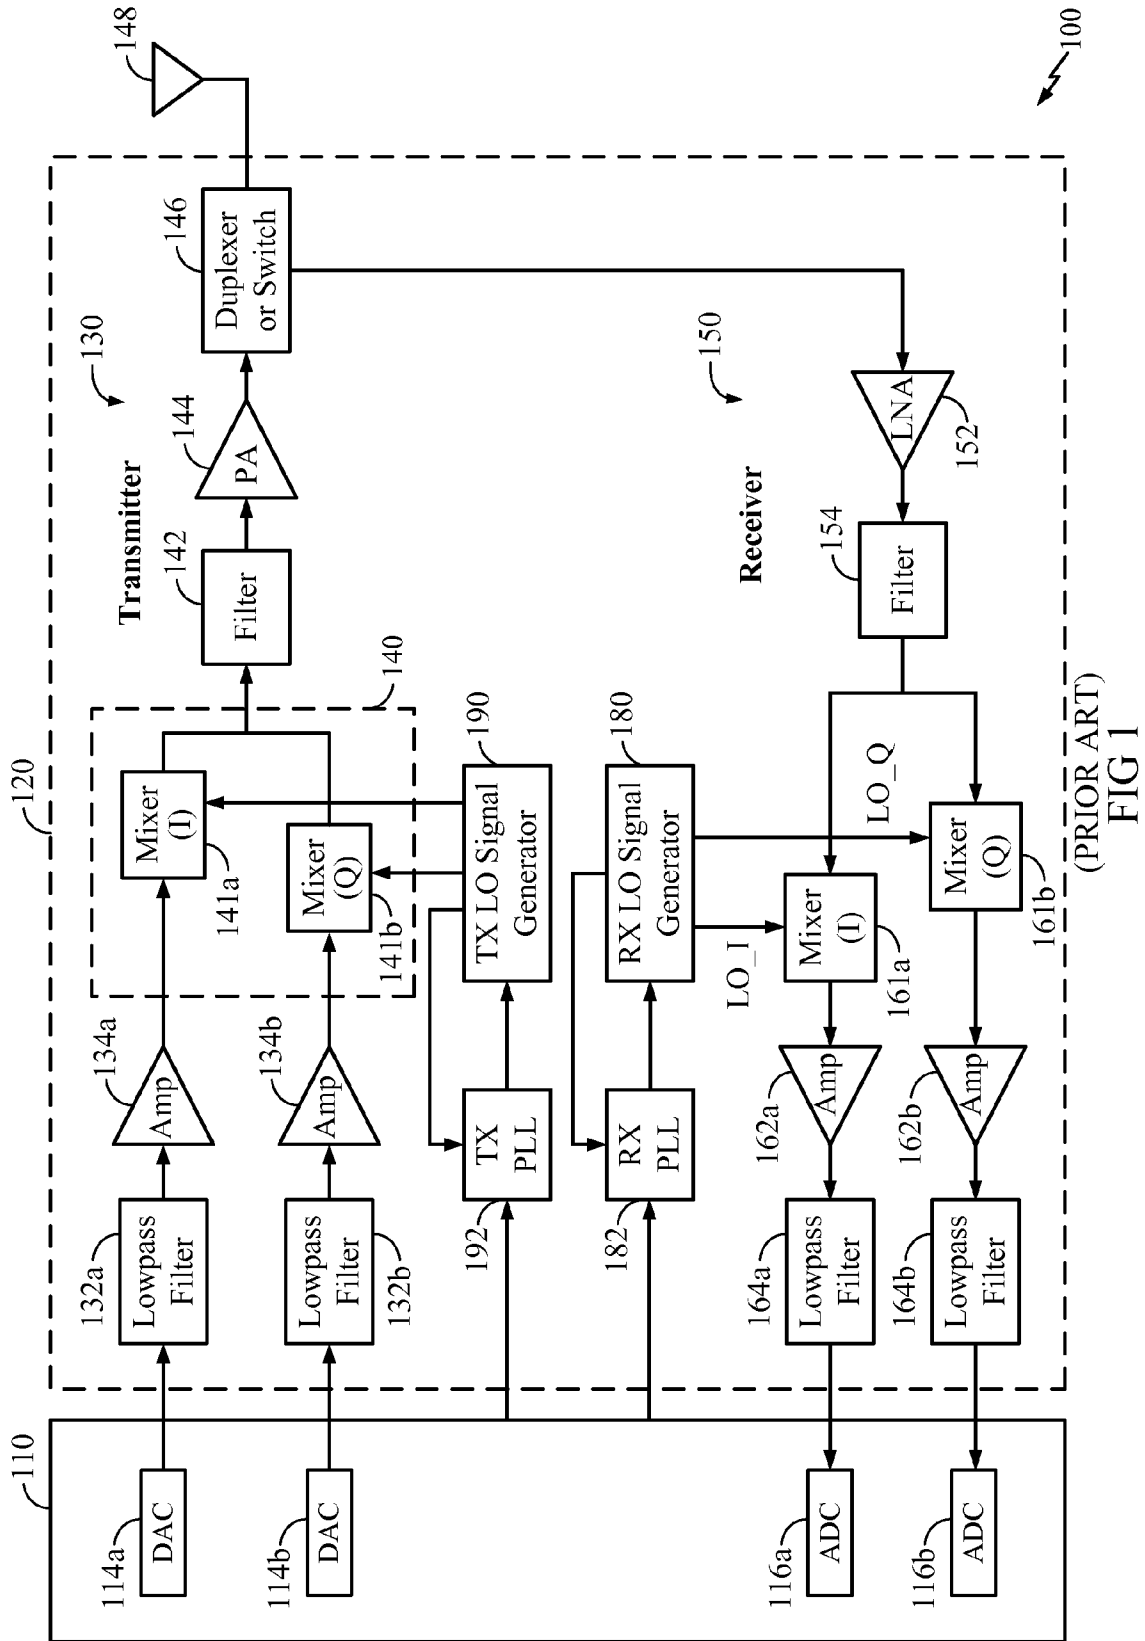 110
114a
DAC
114b
DAC
116a
ADC
116b
ADC
120
132a
Lowpass
Filter
134a
Amp
Mixer
(I)
141a
Lowpass
Filter
132b
134b
Amp
Mixer
(Q)
141b
140
Transmitter
130
142
Filter
144
PA
146
Duplexer
or Switch
148
TX
PLL
192
TX LO Signal
Generator
190
RX
PLL
182
RX LO Signal
Generator
180
LO_I
LO_Q
Receiver
150
164a
Lowpass
Filter
162a
Amp
Mixer
(I)
161a
154
Filter
LNA
152
164b
Lowpass
Filter
162b
Amp
Mixer
(Q)
161b
100
(PRIOR ART)
FIG 1